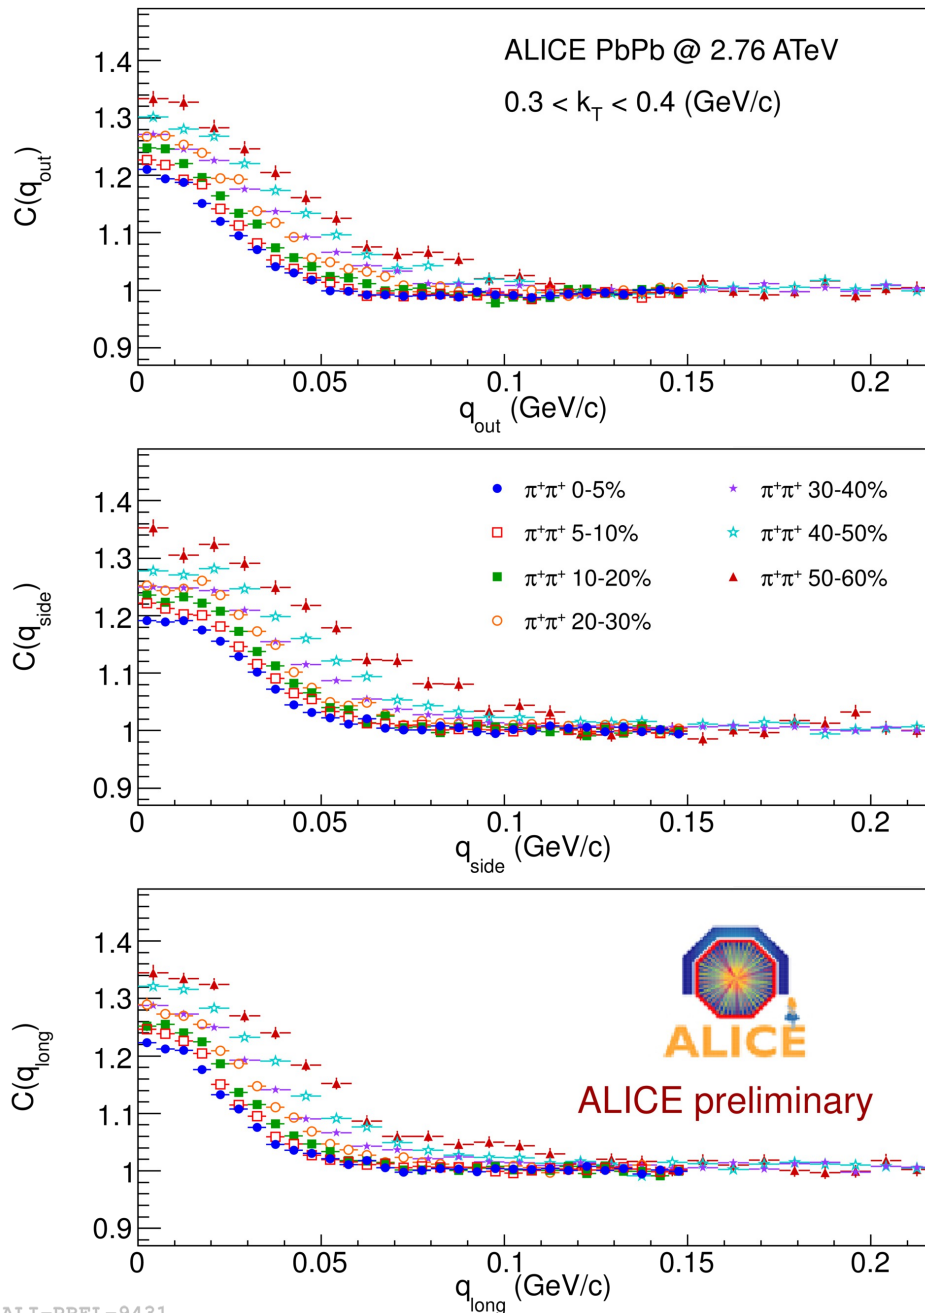 ALICE PbPb @ 2.76 ATeV
0.3 < k_T < 0.4 (GeV/c)
C(q_out)
1.4
1.3
1.2
1.1
1
0.9
0 0.05 0.1 0.15 0.2
q_out (GeV/c)
C(q_side)
1.4
1.3
1.2
1.1
1
0.9
π⁺π⁺ 0-5%
π⁺π⁺ 5-10%
π⁺π⁺ 10-20%
π⁺π⁺ 20-30%
π⁺π⁺ 30-40%
π⁺π⁺ 40-50%
π⁺π⁺ 50-60%
0 0.05 0.1 0.15 0.2
q_side (GeV/c)
C(q_long)
1.4
1.3
1.2
1.1
1
0.9
ALICE
ALICE preliminary
0 0.05 0.1 0.15 0.2
q_long (GeV/c)